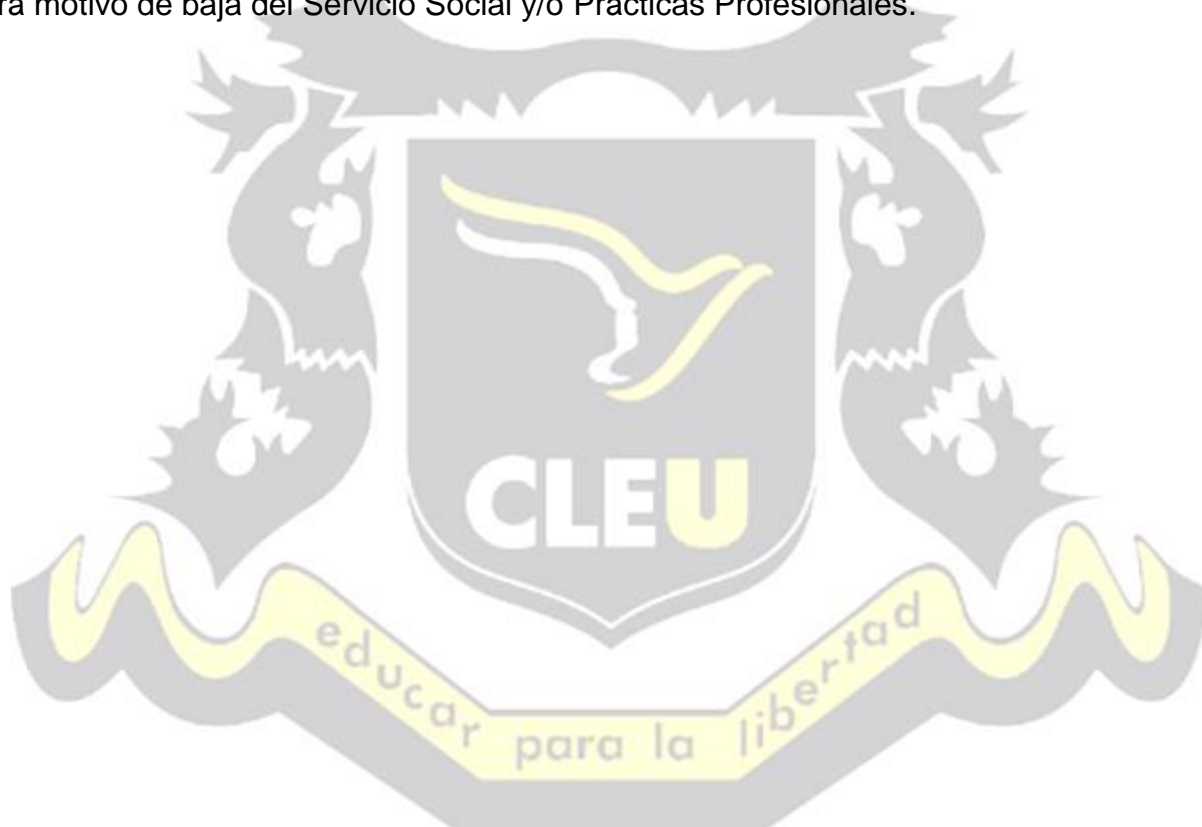 ra motivo de baja del Servicio Social y/o Prácticas Profesionales.
CLEU
educar para la libertad